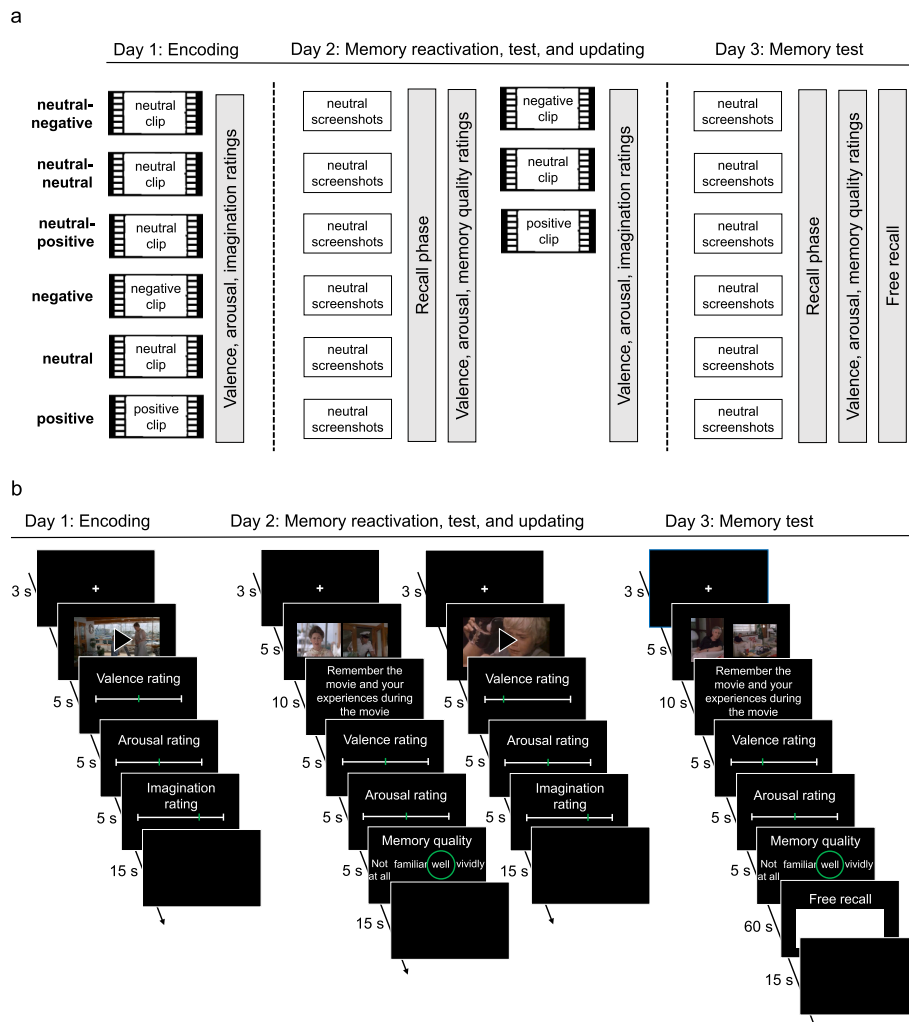 a
Day 1: Encoding
Day 2: Memory reactivation, test, and updating
Day 3: Memory test
neutral-
negative
neutral
clip
neutral
screenshots
negative
clip
neutral
screenshots
neutral-
neutral
neutral
clip
neutral
screenshots
neutral
clip
neutral
screenshots
neutral-
positive
neutral
clip
neutral
screenshots
positive
clip
neutral
screenshots
negative
negative
clip
neutral
screenshots
neutral
screenshots
neutral
neutral
clip
neutral
screenshots
neutral
screenshots
positive
positive
clip
neutral
screenshots
neutral
screenshots
Valence, arousal, imagination ratings
Recall phase
Valence, arousal, memory quality ratings
Valence, arousal, imagination ratings
Recall phase
Valence, arousal, memory quality ratings
Free recall
b
Day 1: Encoding
Day 2: Memory reactivation, test, and updating
Day 3: Memory test
3 s
+
5 s
Valence rating
5 s
Arousal rating
5 s
Imagination
rating
15 s
3 s
+
5 s
10 s
Remember the
movie and your
experiences during
the movie
5 s
Valence rating
5 s
Arousal rating
5 s
Memory quality
Not
at all
familiar
well
vividly
15 s
3 s
+
5 s
Valence rating
5 s
Arousal rating
5 s
Imagination
rating
15 s
3 s
+
5 s
10 s
Remember the
movie and your
experiences during
the movie
5 s
Valence rating
5 s
Arousal rating
5 s
Memory quality
Not
at all
familiar
well
vividly
60 s
Free recall
15 s